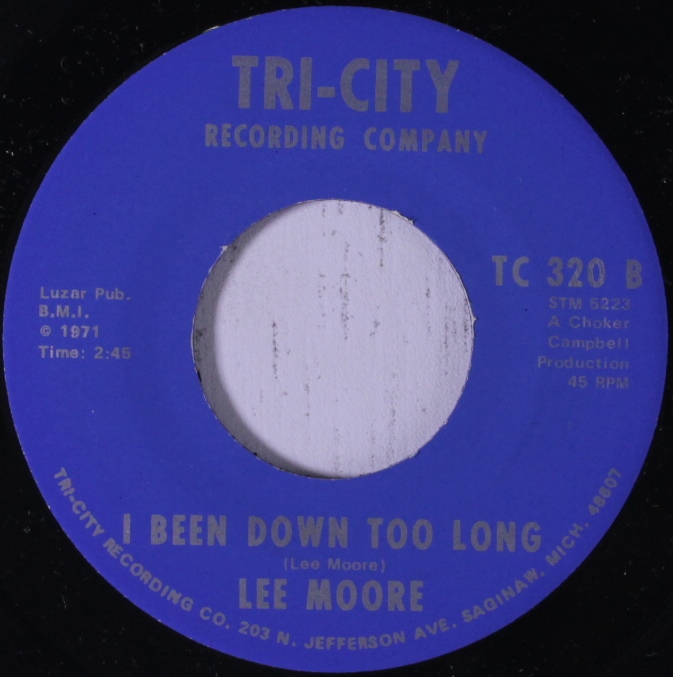 TRI-CITY
RECORDING COMPANY
TC 320 B
STM 5223
A Choker
Campbell
Production
45 RPM
Luzar Pub.
B.M.I.
© 1971
Time: 2:45
I BEEN DOWN TOO LONG
(Lee Moore)
LEE MOORE
TRI-CITY RECORDING CO. 203 N. JEFFERSON AVE. SAGINAW, MICH. 48607